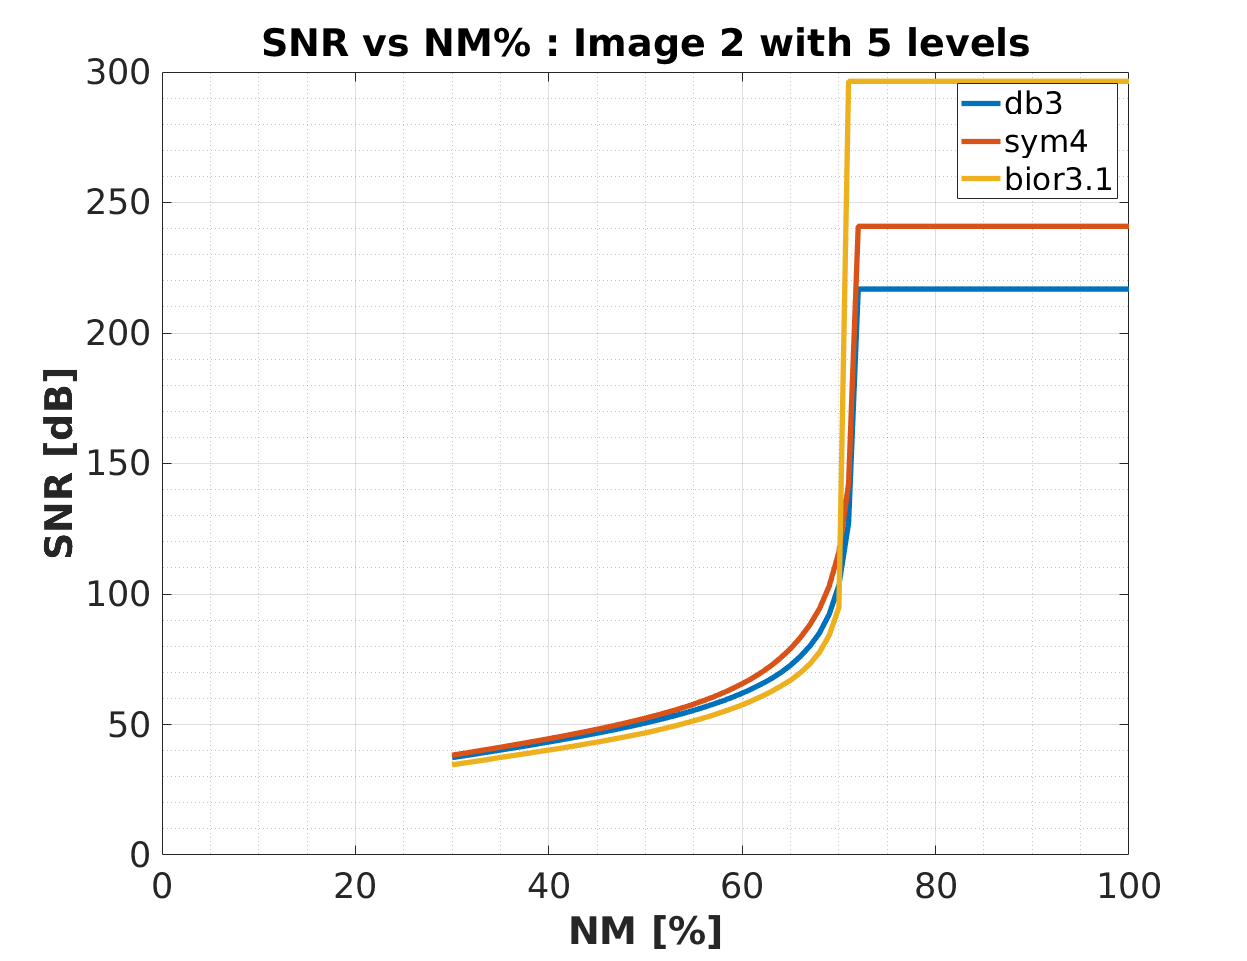 SNR vs NM% : Image 2 with 5 levels
300
250
200
150
100
50
0
SNR [dB]
db3
sym4
bior3.1
0 20 40 60 80 100
NM [%]